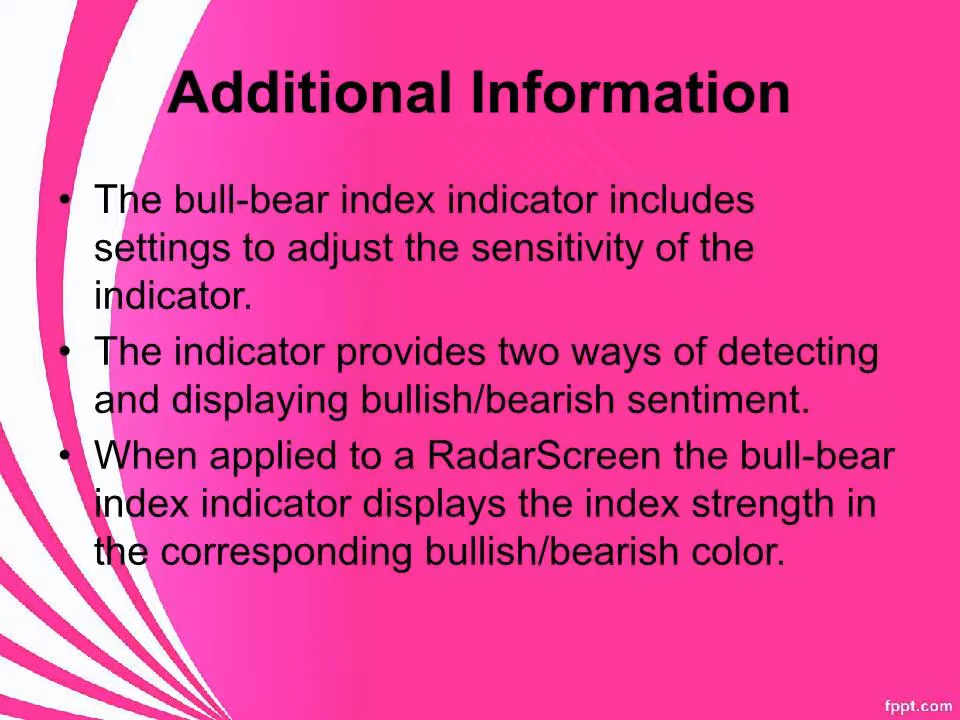 Additional Information
• The bull-bear index indicator includes
settings to adjust the sensitivity of the
indicator.
• The indicator provides two ways of detecting
and displaying bullish/bearish sentiment.
• When applied to a RadarScreen the bull-bear
index indicator displays the index strength in
the corresponding bullish/bearish color.
fppt.com